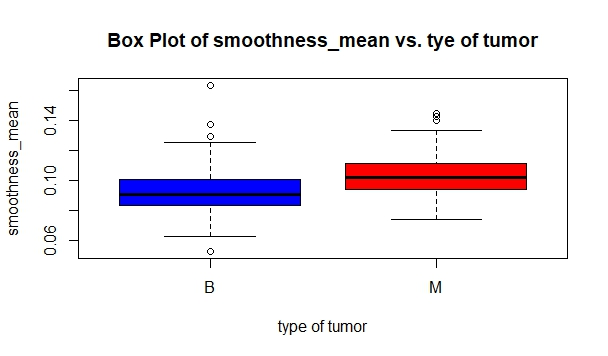 Box Plot of smoothness_mean vs. tye of tumor
smoothness_mean
0.14
0.10
0.06
B M
type of tumor